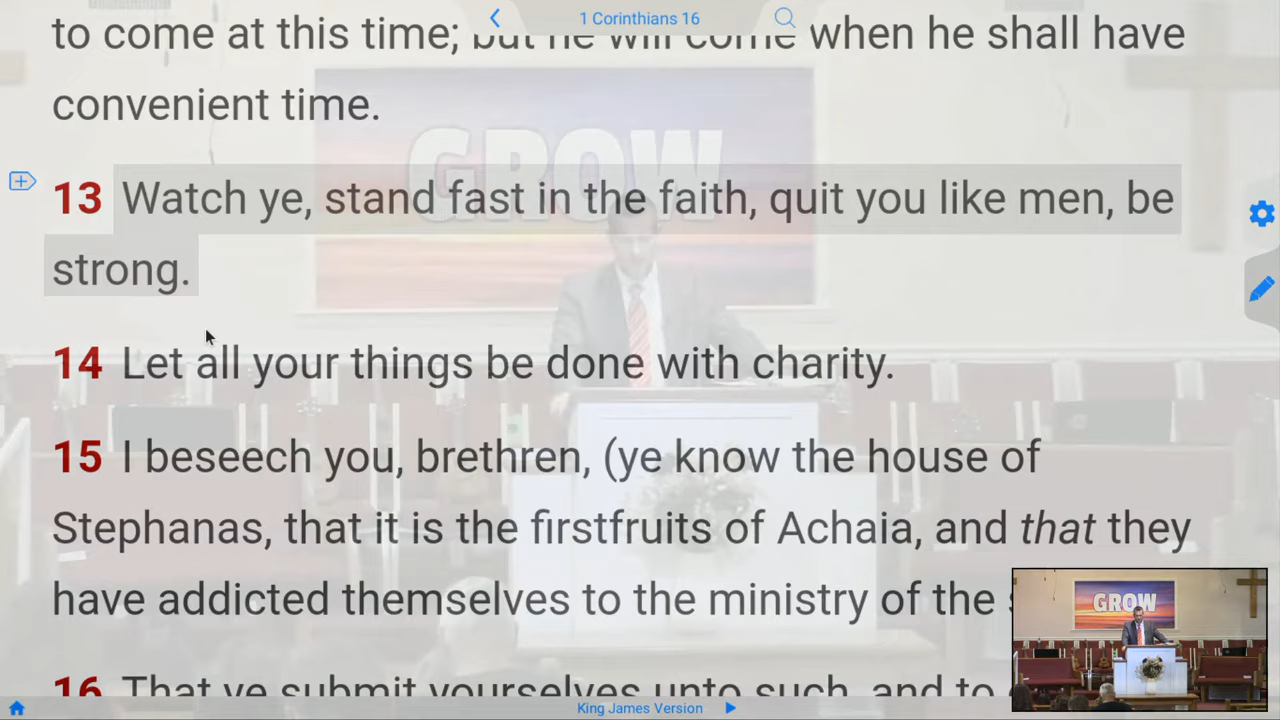 1 Corinthians 16
to come at this time; but he will come when he shall have
convenient time.
GROW
13 Watch ye, stand fast in the faith, quit you like men, be
strong.
14 Let all your things be done with charity.
15 I beseech you, brethren, (ye know the house of
Stephanas, that it is the firstfruits of Achaia, and that they
have addicted themselves to the ministry of the
GROW
16 That ye submit yourselves unto such, and to
King James Version